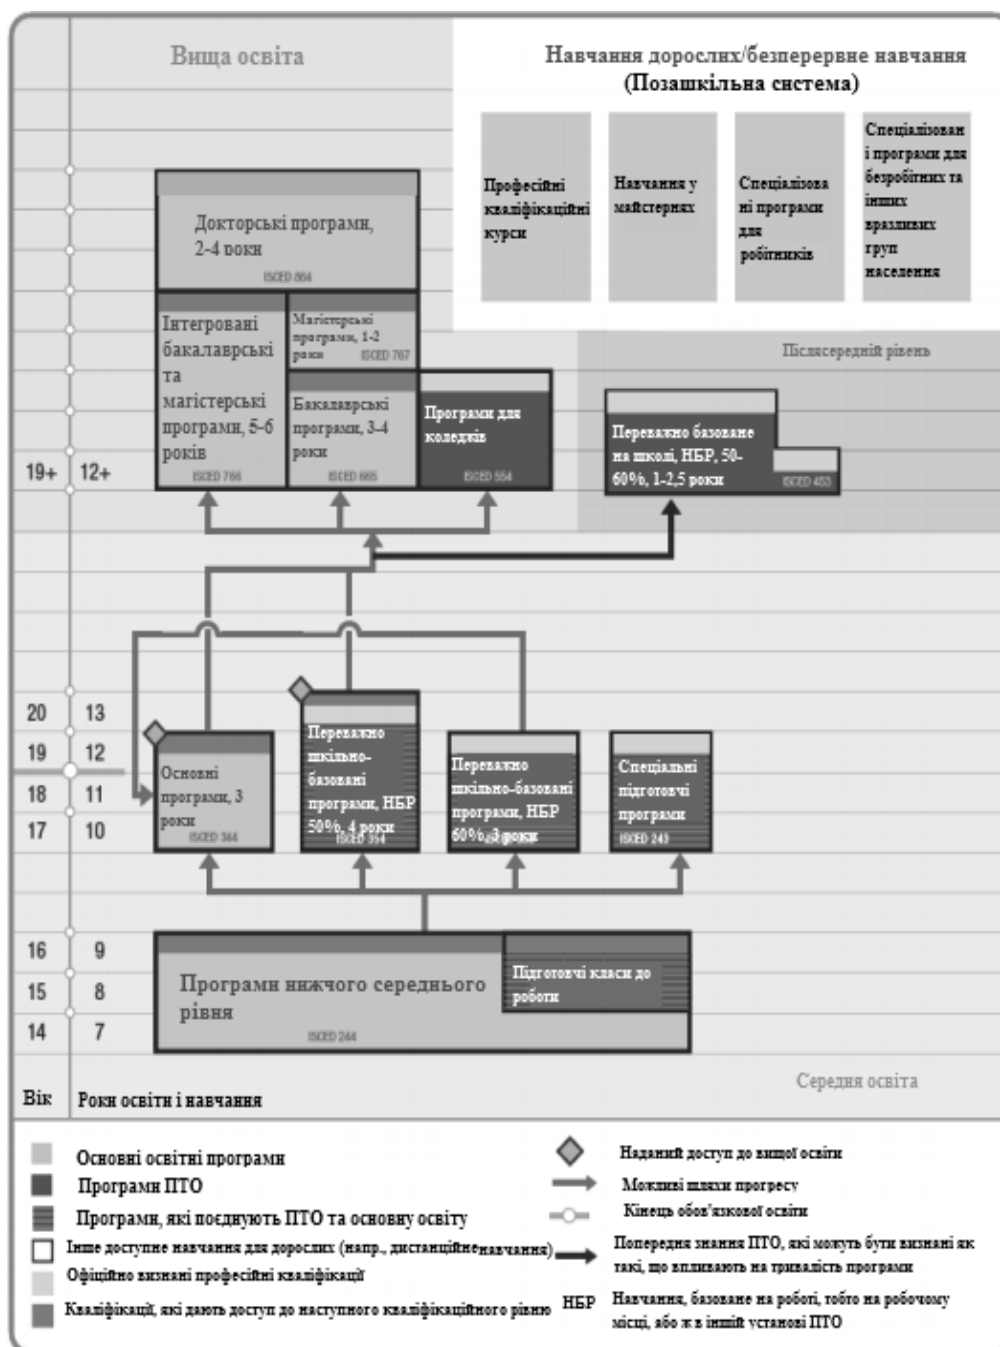 Вища освіта
Навчання дорослих/безперервне навчання
(Позашкільна система)
Професійні
кваліфікаційні
курси
Навчання у
майстернях
Спеціалізова
ні програми
для
робітників
Спеціалізован
і програми для
безробітних та
інших
вразливих
груп
населення
Докторські програми,
2-4 роки
ISCED 864
Інтегровані
бакалаврські
та
магістерські
програми, 5-6
років
ISCED 766
Магістерські
програми, 1-2
роки
ISCED 767
Бакалаврські
програми, 3-4
роки
ISCED 665
Програми для
коледжів
ISCED 554
Післясередній рівень
Переважно базоване
на школі, НБР, 50-
60%, 1-2,5 роки
ISCED 453
19+ 12+
20 13
19 12
18 11
17 10
Основні
програми, 3
роки
ISCED 344
Переважно
шкільно-
базовані
програми, НБР
50%, 4 роки
ISCED 354
Переважно
шкільно-базовані
програми, НБР
60%, 3 роки
Спеціальні
підготовчі
програми
ISCED 243
16 9
15 8
14 7
Програми нижчого середнього
рівня
ISCED 244
Підготовчі класи до
роботи
Середня освіта
Вік Роки освіти і навчання
Основні освітні програми
Програми ПТО
Програми, які поєднують ПТО та основну освіту
Інше доступне навчання для дорослих (напр., дистанційне навчання)
Офіційно визнані професійні кваліфікації
Кваліфікації, які дають доступ до наступного кваліфікаційного рівню
Наданий доступ до вищої освіти
Можливі шляхи прогресу
Кінець обов'язкової освіти
Попередня знання ПТО, які можуть бути визнані як
такі, що впливають на тривалість програми
НБР Навчання, базоване на роботі, тобто на робочому
місці, або ж в іншій установі ПТО